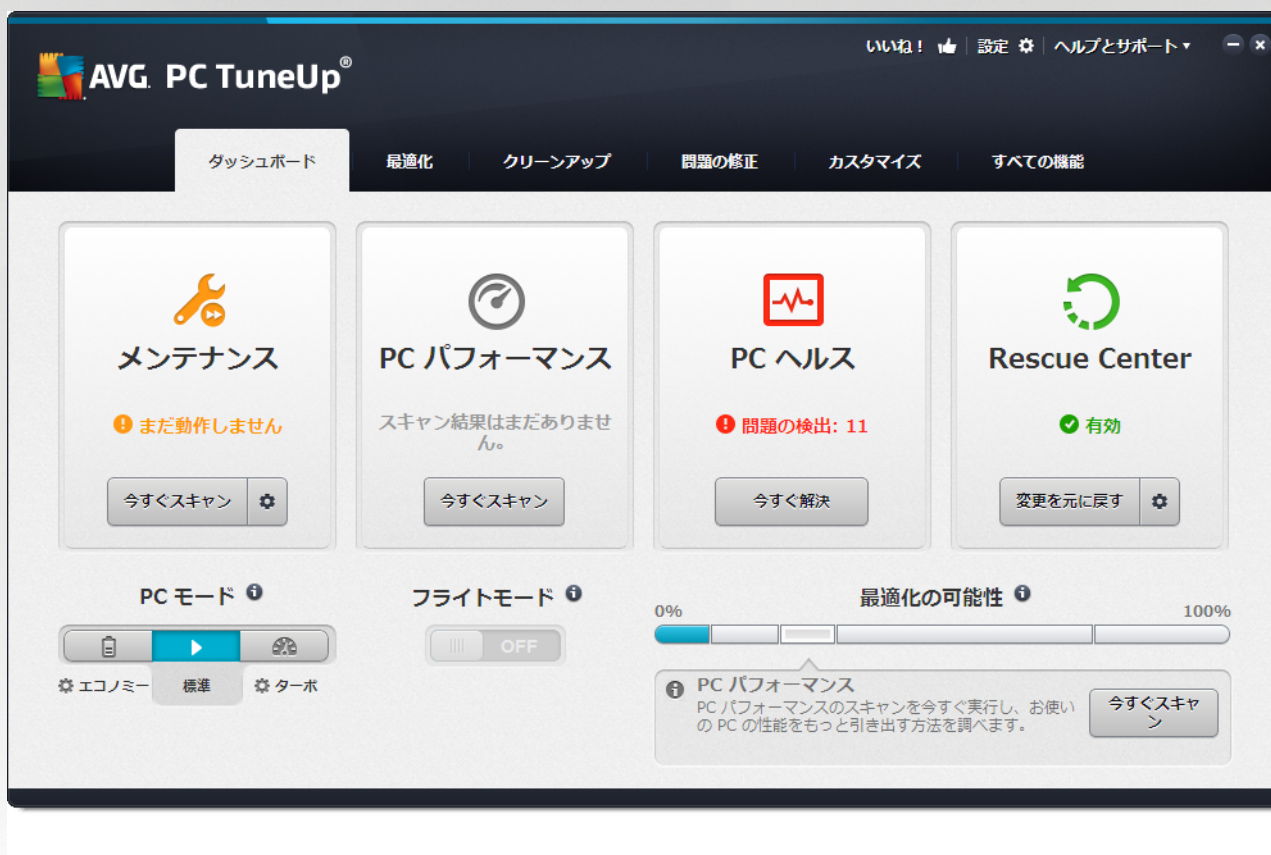 いいね！ 設定 ヘルプとサポート
AVG. PC TuneUp®
ダッシュボード 最適化 クリーンアップ 問題の修正 カスタマイズ すべての機能
メンテナンス
まだ動作しません
今すぐスキャン
PC パフォーマンス
スキャン結果はまだありませ
ん。
今すぐスキャン
PC ヘルス
問題の検出: 11
今すぐ解決
Rescue Center
有効
変更を元に戻す
PC モード
エコノミー 標準 ターボ
フライトモード
OFF
最適化の可能性
0% 100%
PC パフォーマンス
PC パフォーマンスのスキャンを今すぐ実行し、お使い
の PC の性能をもっと引き出す方法を調べます。
今すぐスキャ
ン